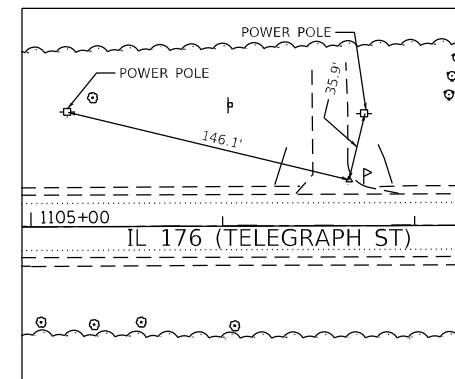 POWER POLE
POWER POLE
35.9'
146.1'
1105+00
IL 176 (TELEGRAPH ST)